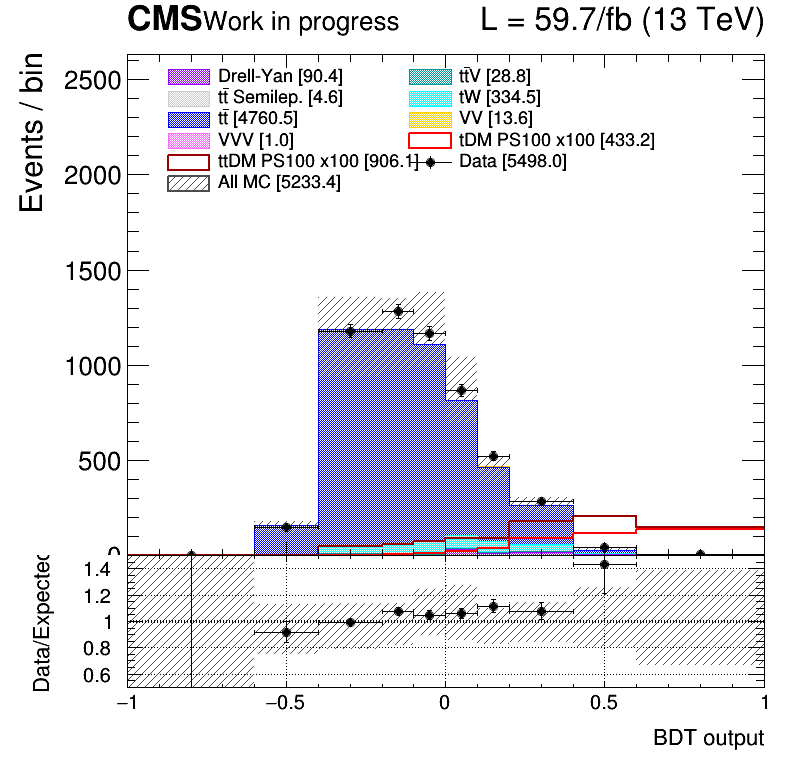 CMS Work in progress L = 59.7/fb (13 TeV)
Events / bin
2500
2000
1500
1000
500
0
Drell-Yan [90.4] tt̄V [28.8]
tt̄ Semilep. [4.6] tW [334.5]
tt̄ [4760.5] VV [13.6]
VVV [1.0] tDM PS100 x100 [433.2]
ttDM PS100 x100 [906.1] Data [5498.0]
All MC [5233.4]
Data/Expected
1.4
1.2
1
0.8
0.6
−1 −0.5 0 0.5 1
BDT output